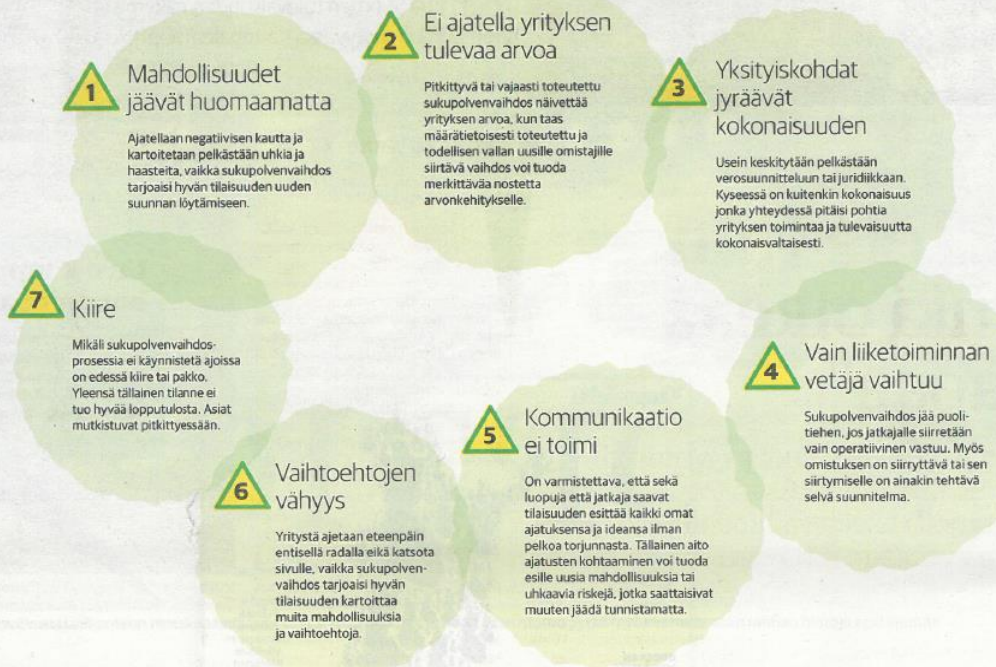 1
Mahdollisuudet
jäävät huomaamatta
Ajatellaan negatiivisen kautta ja
kartoitetaan pelkästään uhkia ja
haasteita, vaikka sukupolvenvaihdos
tarjoaisi hyvän tilaisuuden uuden
suunnan löytämiseen.
2
Ei ajatella yrityksen
tulevaa arvoa
Pitkittyvä tai vajaasti toteutettu
sukupolvenvaihdos näivettää
yrityksen arvoa, kun taas
määrätietoisesti toteutettu ja
todellisen vallan uusille omistajille
siirtävä vaihdos voi tuoda
merkittävää nostetta
arvonkehitykselle.
3
Yksityiskohdat
jyräävät
kokonaisuuden
Usein keskitytään pelkästään
verosuunnitteluun tai juridiikkaan.
Kyseessä on kuitenkin kokonaisuus
jonka yhteydessä pitäisi pohtia
yrityksen toimintaa ja tulevaisuutta
kokonaisvaltaisesti.
4
Vain liiketoiminnan
vetäjä vaihtuu
Sukupolvenvaihdos jää puoli-
tiehen, jos jatkajalle siirretään
vain operatiivinen vastuu. Myös
omistuksen on siirryttävä tai sen
siirtymiselle on ainakin tehtävä
selvä suunnitelma.
5
Kommunikaatio
ei toimi
On varmistettava, että sekä
luopuja että jatkaja saavat
tilaisuuden esittää kaikki omat
ajatuksensa ja ideansa ilman
pelkoa torjunnasta. Tällainen aito
ajatusten kohtaaminen voi tuoda
esille uusia mahdollisuuksia tai
uhkaavia riskejä, jotka saattaisivat
muuten jäädä tunnistamatta.
6
Vaihtoehtojen
vähyys
Yritystä ajetaan eteenpäin
entisellä radalla eikä katsota
sivulle, vaikka sukupolven-
vaihdos tarjoaisi hyvän
tilaisuuden kartoittaa
muita mahdollisuuksia
ja vaihtoehtoja.
7
Kiire
Mikäli sukupolvenvaihdos-
prosessia ei käynnistetä ajoissa
on edessä kiire tai pakko.
Yleensä tällainen tilanne ei
tuo hyvää lopputulosta. Asiat
mutkistuvat pitkittyessään.